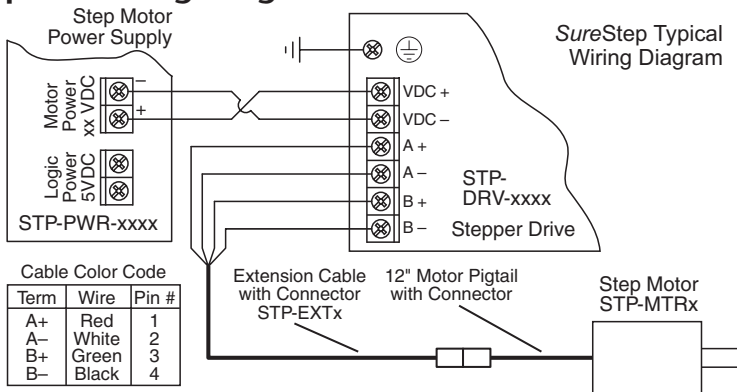 Step Motor
Power Supply
SureStep Typical
Wiring Diagram
Motor
Power
xx VDC
–
+
Logic
Power
5VDC
STP-PWR-xxxx
VDC +
VDC –
A +
A –
B +
B –
STP-
DRV-xxxx
Stepper Drive
Cable Color Code
Term Wire Pin #
A+ Red 1
A– White 2
B+ Green 3
B– Black 4
Extension Cable
with Connector
STP-EXTx
12" Motor Pigtail
with Connector
Step Motor
STP-MTRx